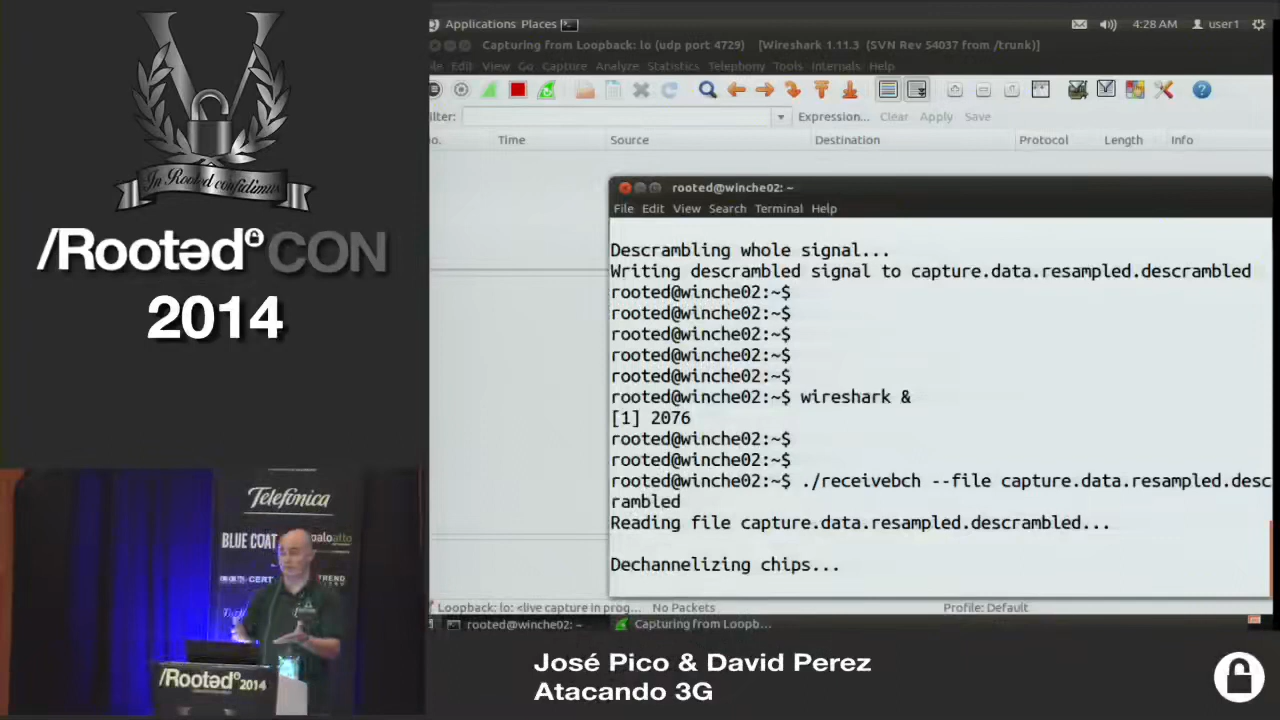 In Rooted confidimus
/Rootəd CON
2014
Applications Places
4:28 AM
user1
Capturing from Loopback: lo (udp port 4729) [Wireshark 1.11.3 (SVN Rev 54037 from /trunk)]
Edit View Go Capture Analyze Statistics Telephony Tools Internals Help
Expression... Clear Apply Save
Time Source Destination Protocol Length Info
rooted@winche02: ~
File Edit View Search Terminal Help
Descrambling whole signal...
Writing descrambled signal to capture.data.resampled.descrambled
rooted@winche02:~$
rooted@winche02:~$
rooted@winche02:~$
rooted@winche02:~$
rooted@winche02:~$
rooted@winche02:~$ wireshark &
[1] 2076
rooted@winche02:~$
rooted@winche02:~$
rooted@winche02:~$ ./receivebch --file capture.data.resampled.desc
rambled
Reading file capture.data.resampled.descrambled...
Dechannelizing chips...
Loopback: lo: <live capture in prog... No Packets Profile: Default
rooted@winche02: ~ Capturing from Loopb...
Telefónica
BLUE COAT paloalto
CERT TREND
/Rootəd 2014
José Pico & David Perez
Atacando 3G